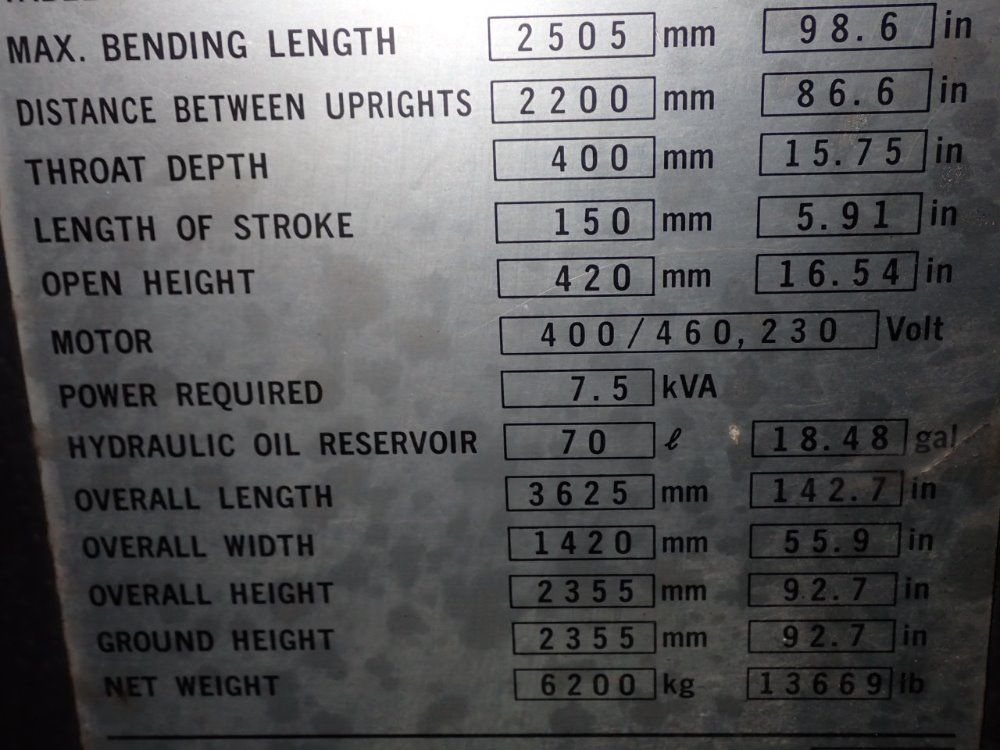 MAX. BENDING LENGTH 2505 mm 98.6 in
DISTANCE BETWEEN UPRIGHTS 2200 mm 86.6 in
THROAT DEPTH 400 mm 15.75 in
LENGTH OF STROKE 150 mm 5.91 in
OPEN HEIGHT 420 mm 16.54 in
MOTOR 400/460,230 Volt
POWER REQUIRED 7.5 kVA
HYDRAULIC OIL RESERVOIR 70 ℓ 18.48 gal
OVERALL LENGTH 3625 mm 142.7 in
OVERALL WIDTH 1420 mm 55.9 in
OVERALL HEIGHT 2355 mm 92.7 in
GROUND HEIGHT 2355 mm 92.7 in
NET WEIGHT 6200 kg 13669 lb